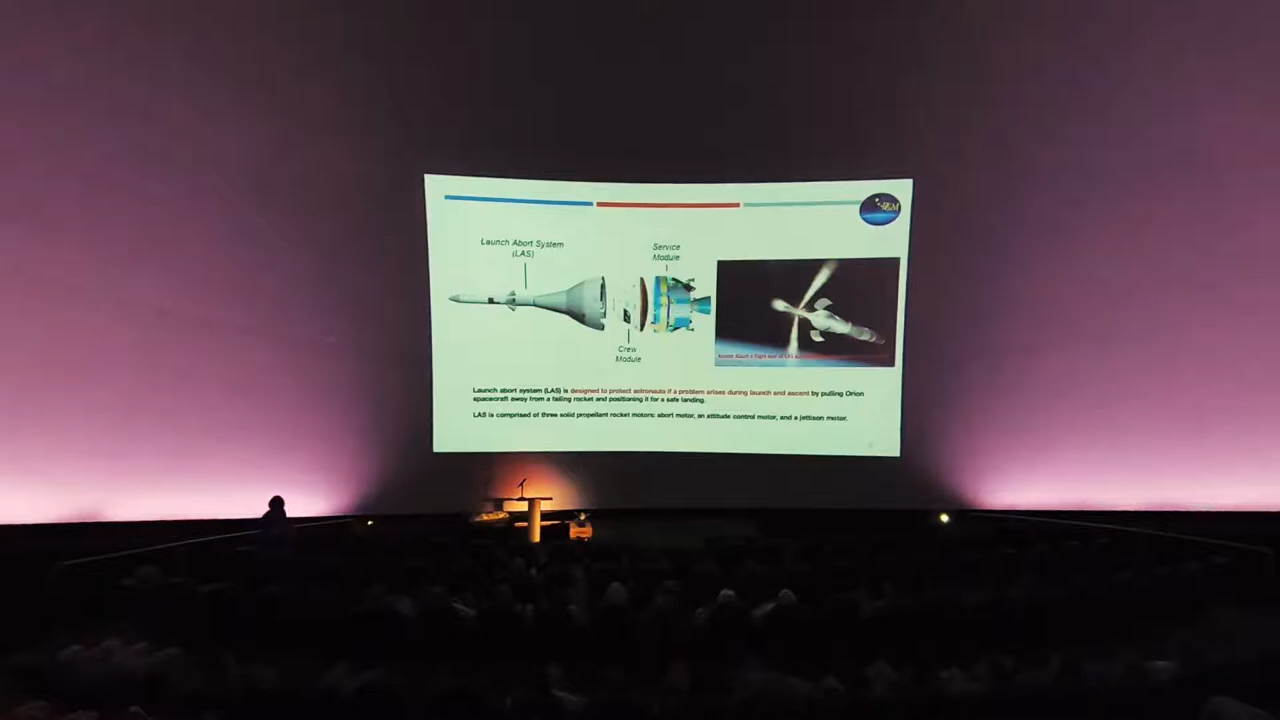 Launch Abort System
(LAS)
Service
Module
Crew
Module
Launch abort system (LAS) is designed to protect astronauts if a problem arises during launch and ascent by pulling Orion
spacecraft away from a failing rocket and positioning it for a safe landing.
LAS is comprised of three solid propellant rocket motors: abort motor, an attitude control motor, and a jettison motor.